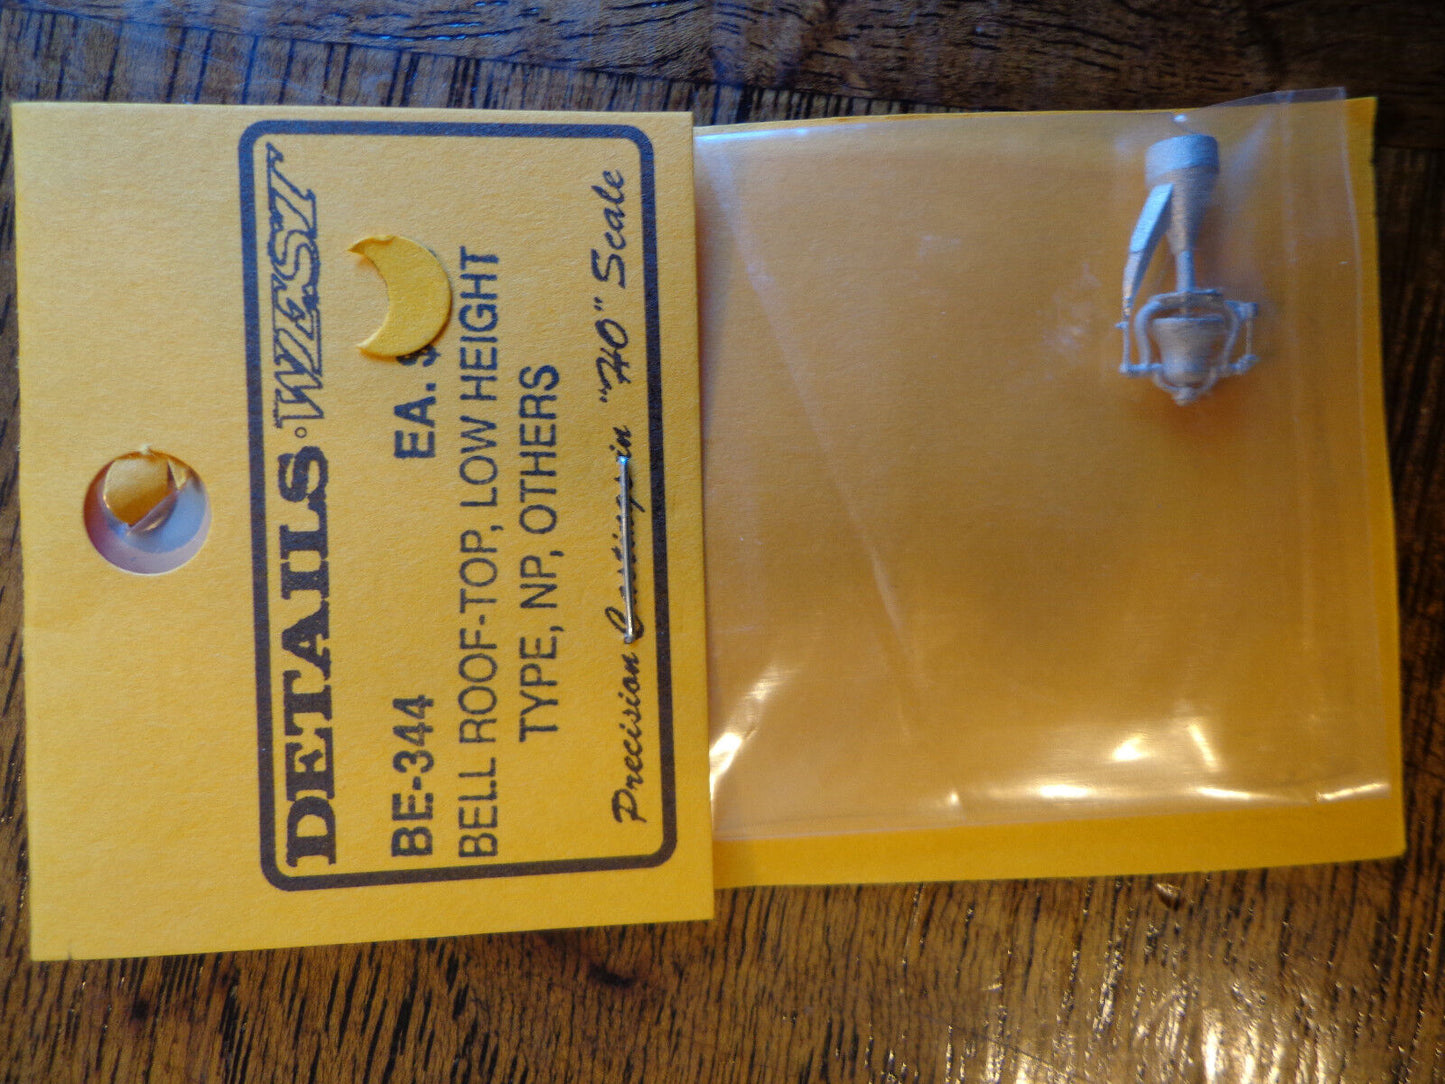 DETAILS·WEST
BE-344 EA. $
BELL ROOF-TOP, LOW HEIGHT
TYPE, NP, OTHERS
Precision Castings in "HO" Scale